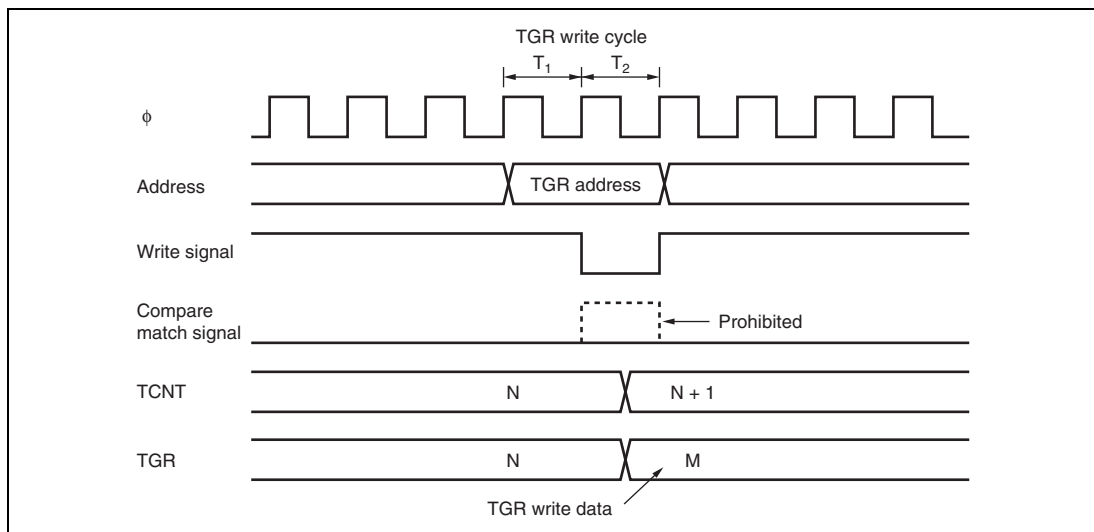 TGR write cycle
T1 T2
ϕ
Address
TGR address
Write signal
Compare
match signal
Prohibited
TCNT
N
N + 1
TGR
N
M
TGR write data